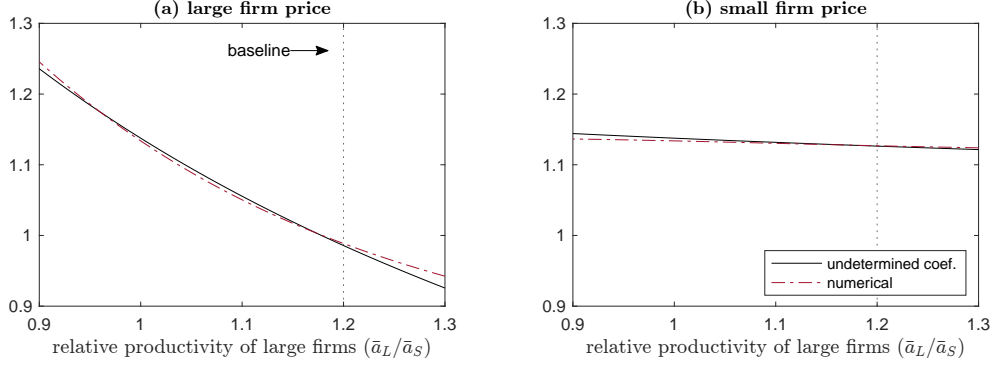 (a) large firm price
1.3
1.2
1.1
1
0.9
0.9 1 1.1 1.2 1.3
baseline
relative productivity of large firms (ā_L/ā_S)
(b) small firm price
1.3
1.2
1.1
1
0.9
0.9 1 1.1 1.2 1.3
undetermined coef.
numerical
relative productivity of large firms (ā_L/ā_S)